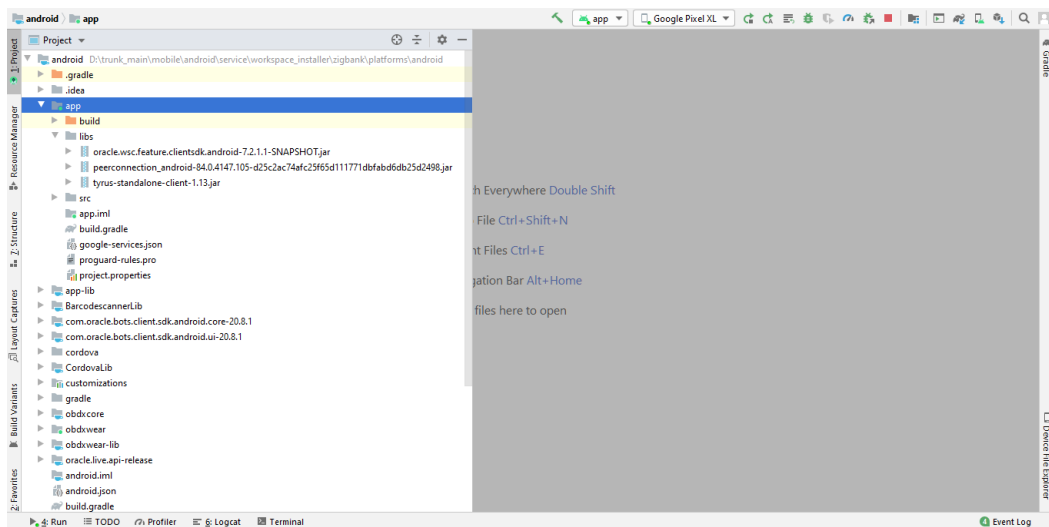 android app
app Google Pixel XL
Project
android D:\trunk_main\mobile\android\service\workspace_installer\zigbank\platforms\android
.gradle
.idea
app
build
libs
oracle.wsc.feature.clientsdk.android-7.2.1.1-SNAPSHOT.jar
peerconnection_android-84.0.4147.105-d25c2ac74afc25f65d111771dbfabd6db25d2498.jar
tyrus-standalone-client-1.13.jar
src
app.iml
build.gradle
google-services.json
proguard-rules.pro
project.properties
app-lib
BarcodescannerLib
com.oracle.bots.client.sdk.android.core-20.8.1
com.oracle.bots.client.sdk.android.ui-20.8.1
cordova
CordovaLib
customizations
gradle
obdxcore
obdxwear
obdxwear-lib
oracle.live.api-release
android.iml
android.json
build.gradle
1: Project
Resource Manager
Z: Structure
Layout Captures
Build Variants
2: Favorites
ch Everywhere Double Shift
File Ctrl+Shift+N
nt Files Ctrl+E
gation Bar Alt+Home
files here to open
Gradle
Device File Explorer
4: Run TODO Profiler 6: Logcat Terminal
4 Event Log